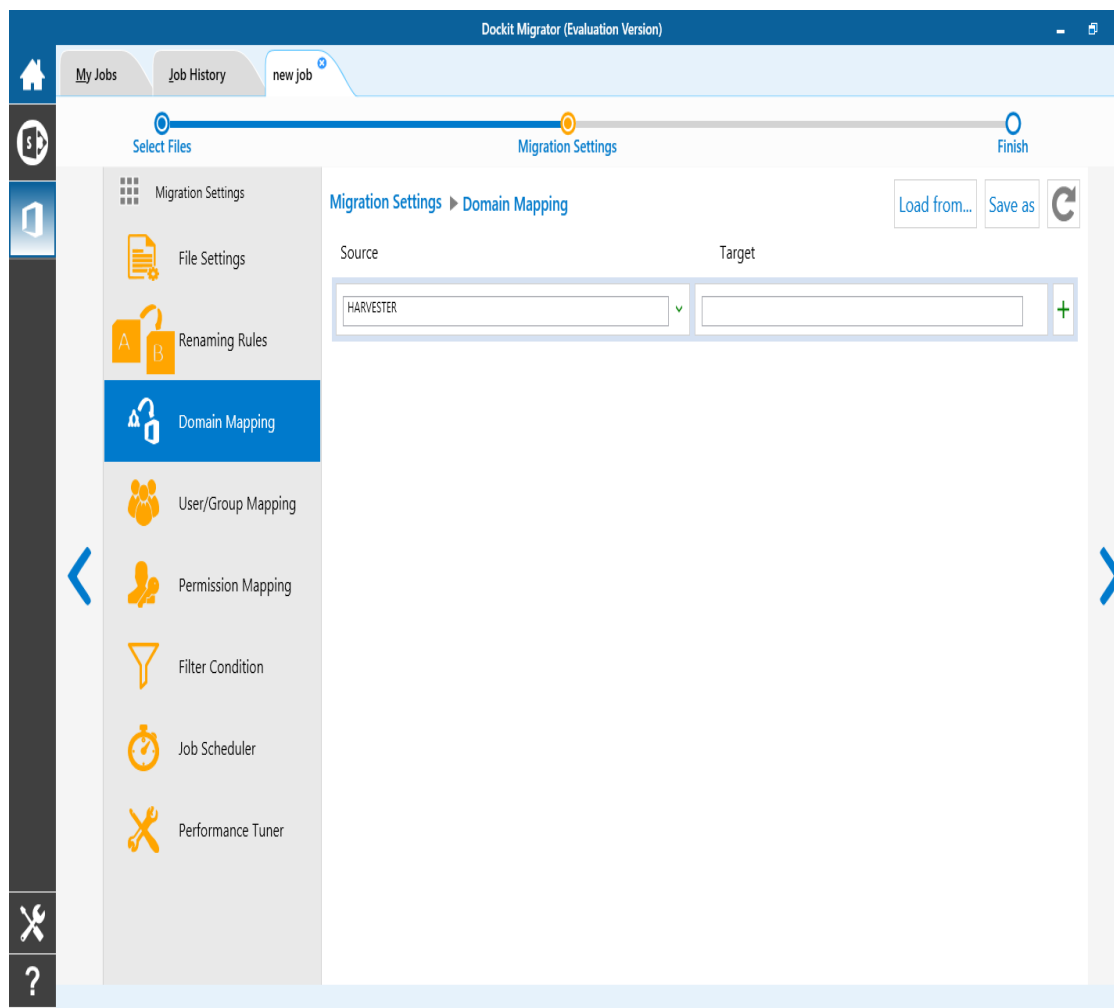 Dockit Migrator (Evaluation Version)
My Jobs
Job History
new job
Select Files
Migration Settings
Finish
Migration Settings
File Settings
A B
Renaming Rules
Domain Mapping
User/Group Mapping
Permission Mapping
Filter Condition
Job Scheduler
Performance Tuner
Migration Settings Domain Mapping
Load from...
Save as
Source
Target
HARVESTER
S
?